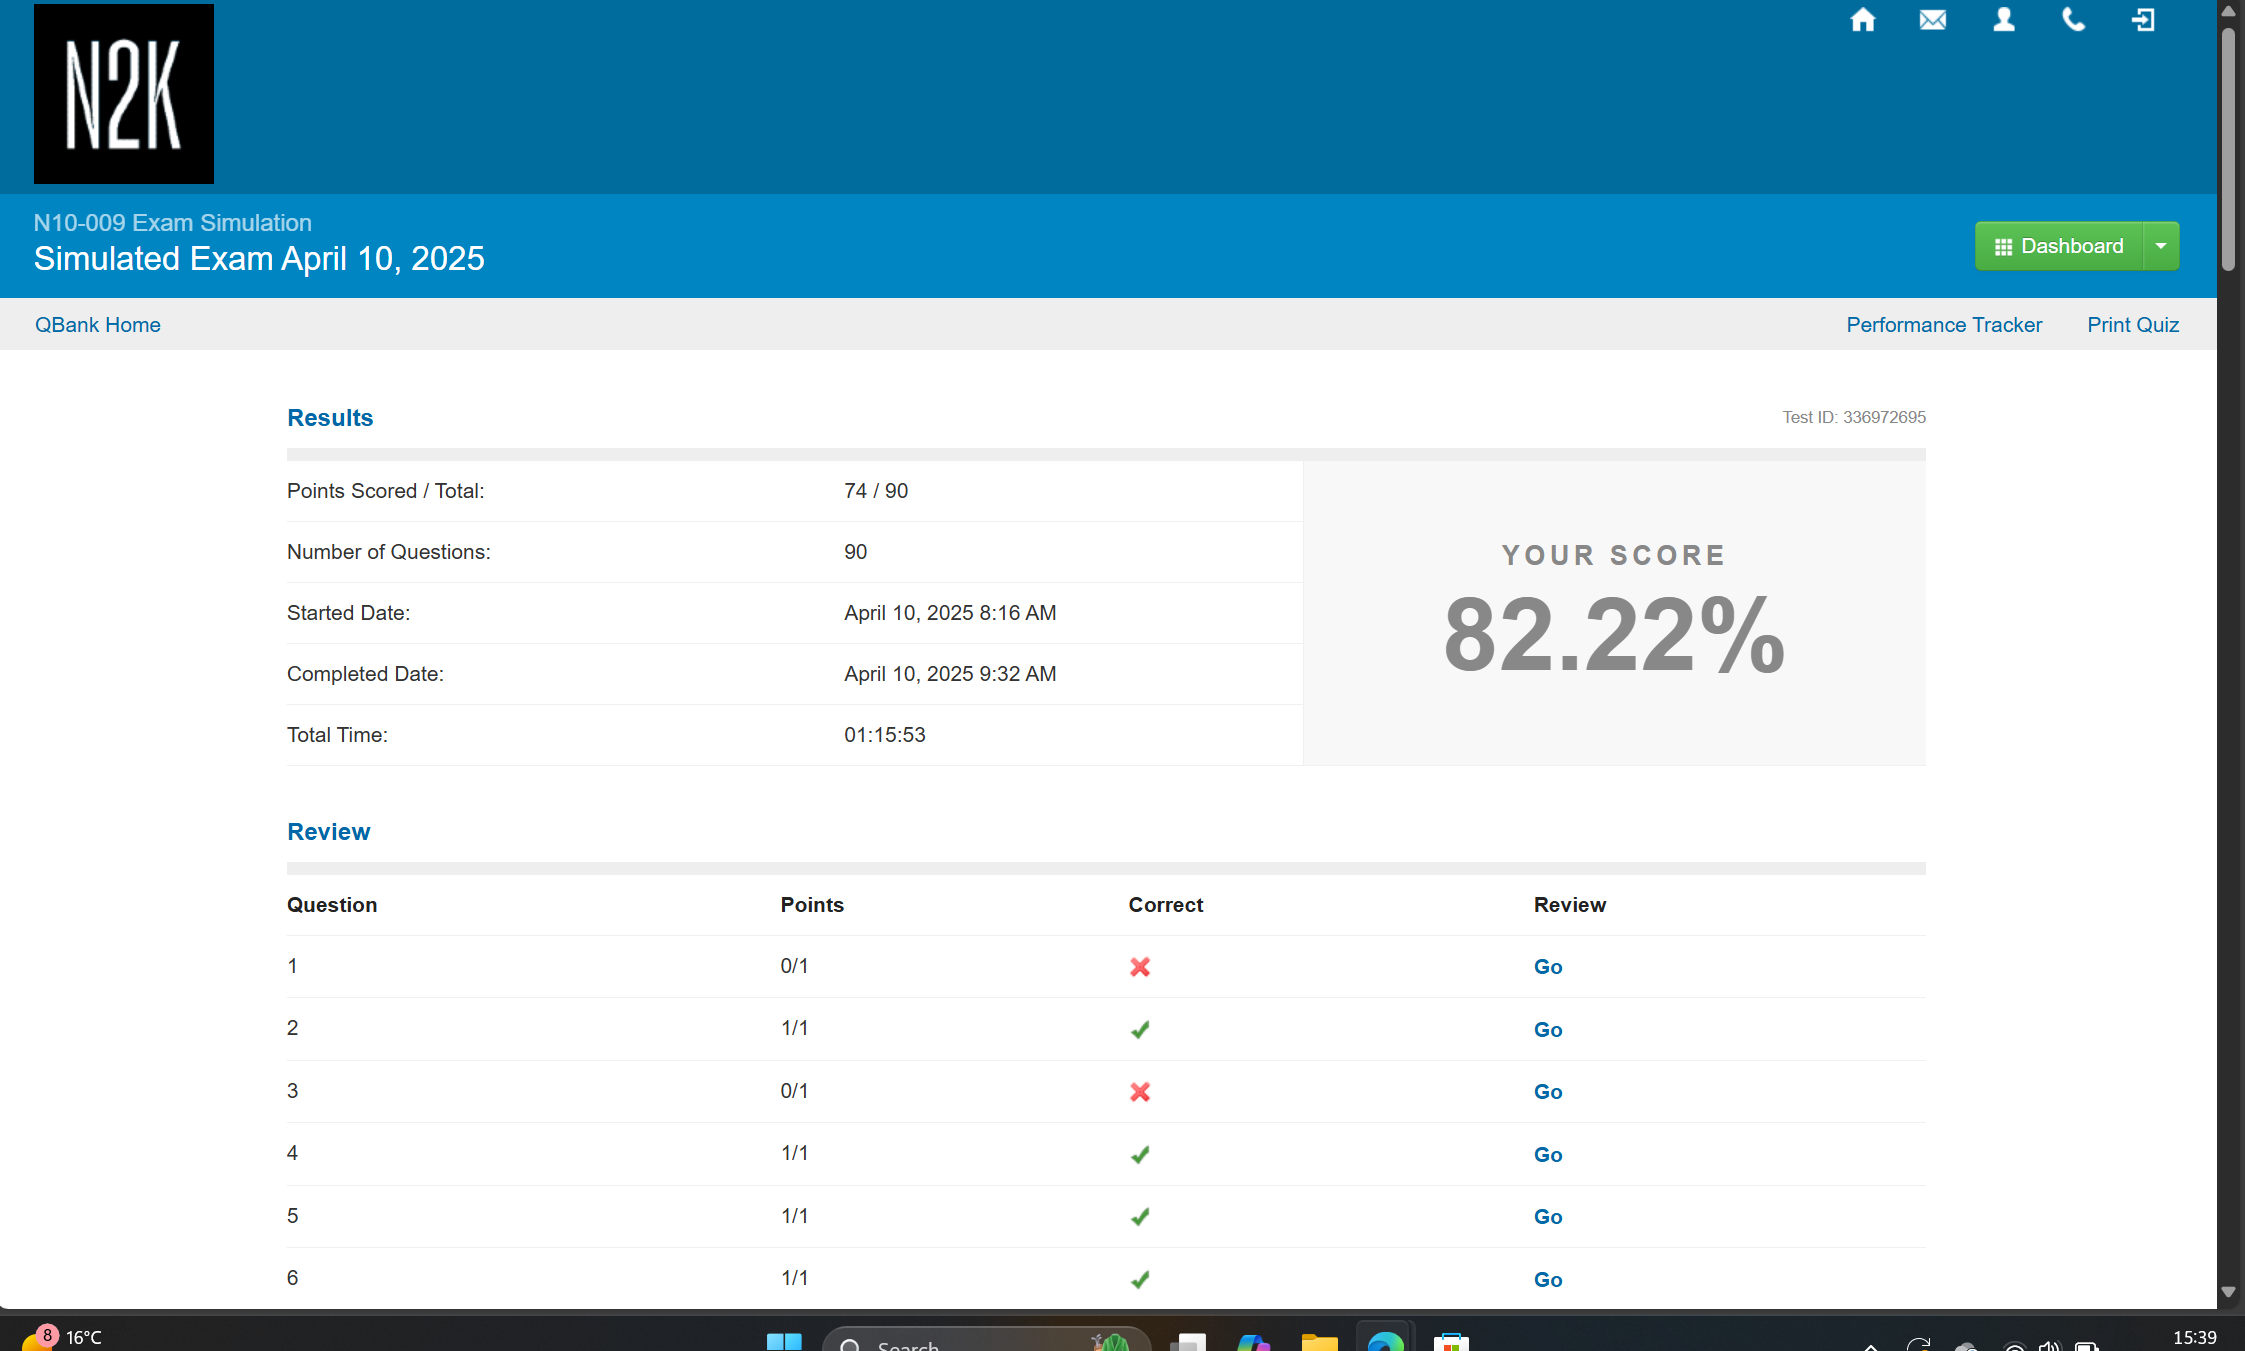 N2K
N10-009 Exam Simulation
Simulated Exam April 10, 2025
Dashboard
QBank Home
Performance Tracker
Print Quiz
Results
Test ID: 336972695
Points Scored / Total: 74 / 90
Number of Questions: 90
Started Date: April 10, 2025 8:16 AM
Completed Date: April 10, 2025 9:32 AM
Total Time: 01:15:53
YOUR SCORE
82.22%
Review
Question Points Correct Review
1 0/1 Go
2 1/1 Go
3 0/1 Go
4 1/1 Go
5 1/1 Go
6 1/1 Go
8 16°C
Search
15:39